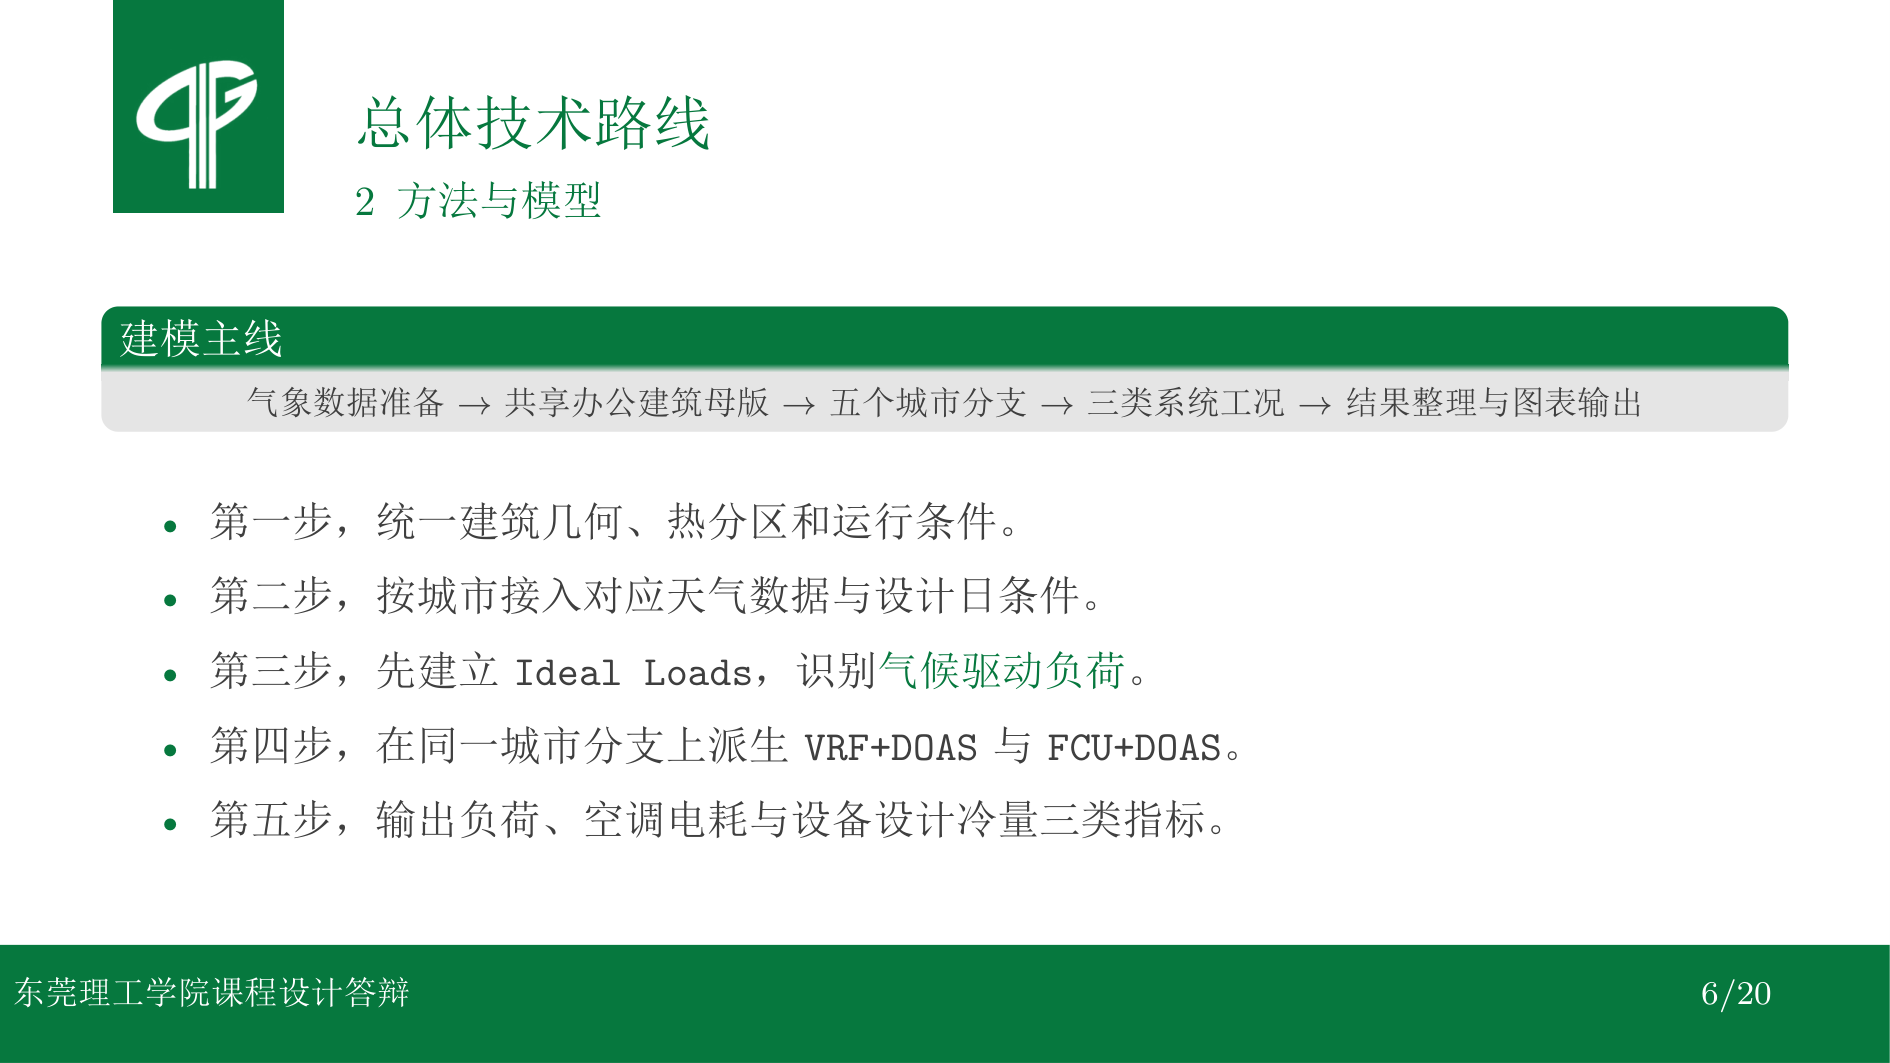 总体技术路线
2 方法与模型
建模主线
气象数据准备 → 共享办公建筑母版 → 五个城市分支 → 三类系统工况 → 结果整理与图表输出
• 第一步，统一建筑几何、热分区和运行条件。
• 第二步，按城市接入对应天气数据与设计日条件。
• 第三步，先建立 Ideal Loads，识别气候驱动负荷。
• 第四步，在同一城市分支上派生 VRF+DOAS 与 FCU+DOAS。
• 第五步，输出负荷、空调电耗与设备设计冷量三类指标。
东莞理工学院课程设计答辩
6/20